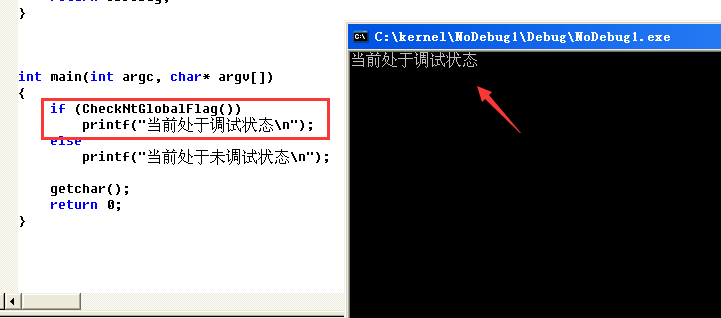 }
int main(int argc, char* argv[])
{
if (CheckNtGlobalFlag())
printf("当前处于调试状态\n");
else
printf("当前处于未调试状态\n");
getchar();
return 0;
}
C:\kernel\NoDebug1\Debug\NoDebug1.exe
当前处于调试状态